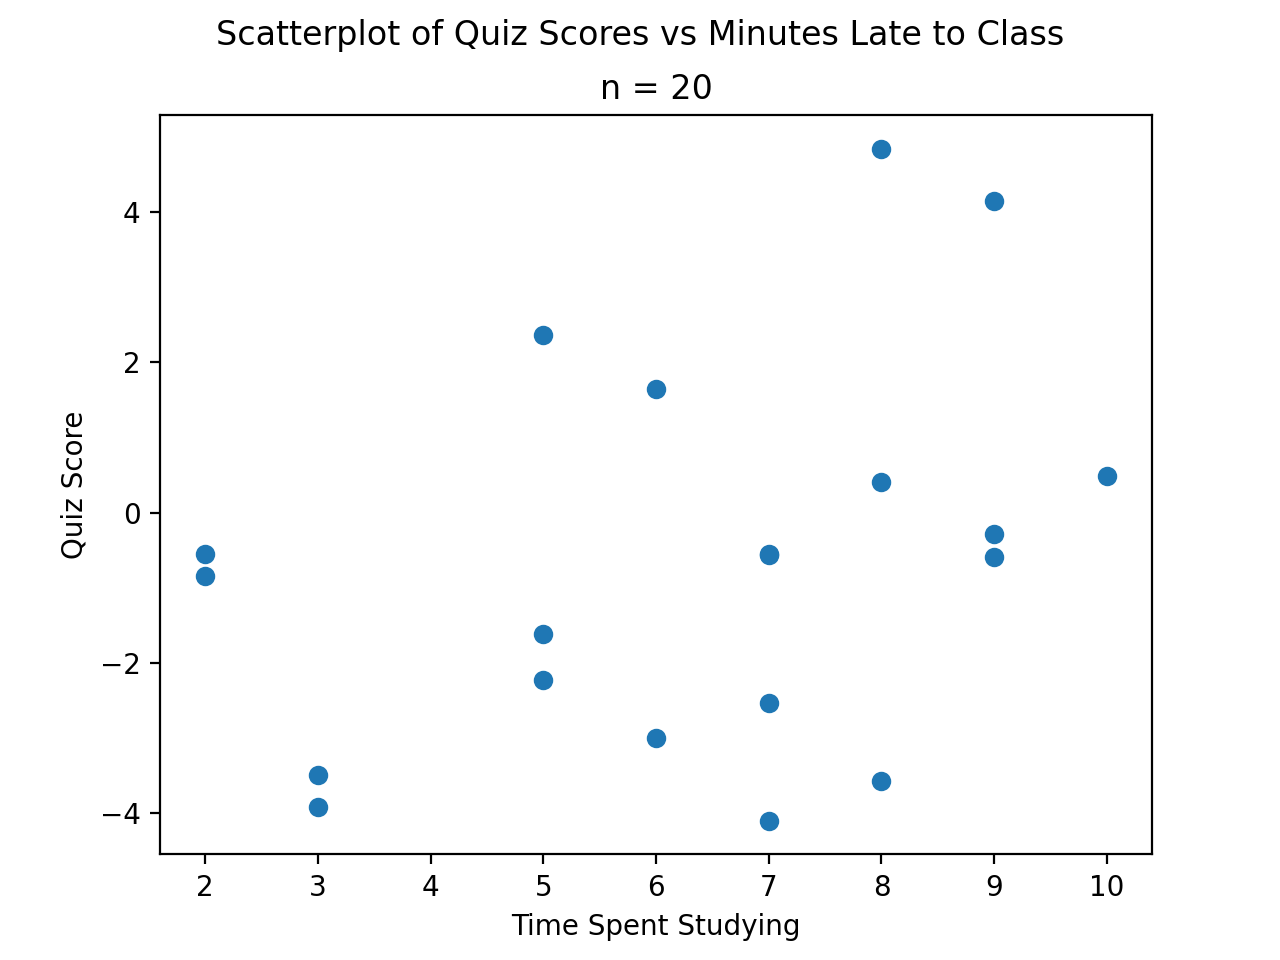 Scatterplot of Quiz Scores vs Minutes Late to Class
n = 20
4
2
0
−2
−4
Quiz Score
2 3 4 5 6 7 8 9 10
Time Spent Studying